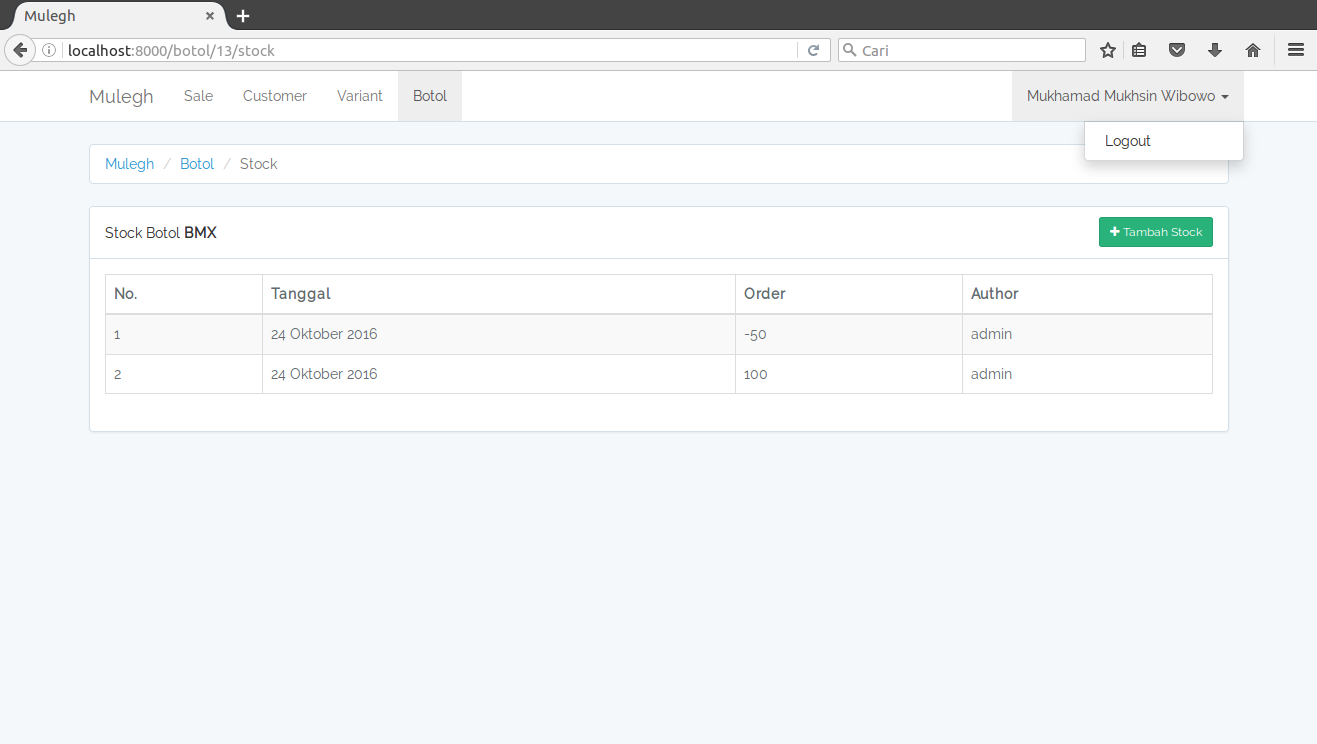 Mulegh
localhost:8000/botol/13/stock
Cari
Mulegh Sale Customer Variant Botol Mukhamad Mukhsin Wibowo
Logout
Mulegh / Botol / Stock
Stock Botol BMX
Tambah Stock
No. Tanggal Order Author
1 24 Oktober 2016 -50 admin
2 24 Oktober 2016 100 admin